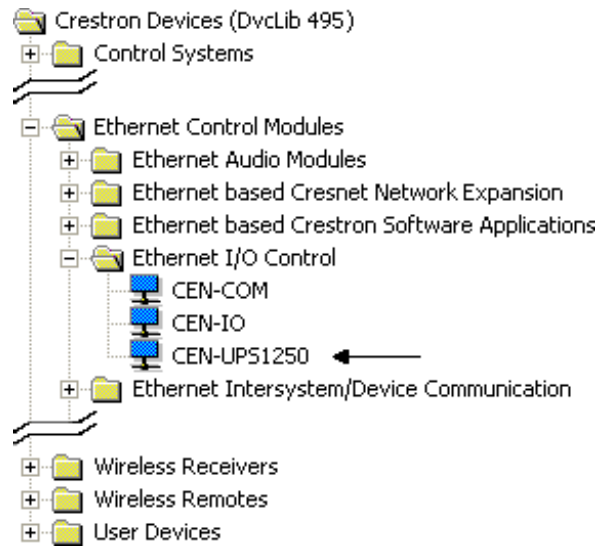 Crestron Devices (DvcLib 495)
Control Systems
Ethernet Control Modules
Ethernet Audio Modules
Ethernet based Cresnet Network Expansion
Ethernet based Crestron Software Applications
Ethernet I/O Control
CEN-COM
CEN-IO
CEN-UPS1250
Ethernet Intersystem/Device Communication
Wireless Receivers
Wireless Remotes
User Devices